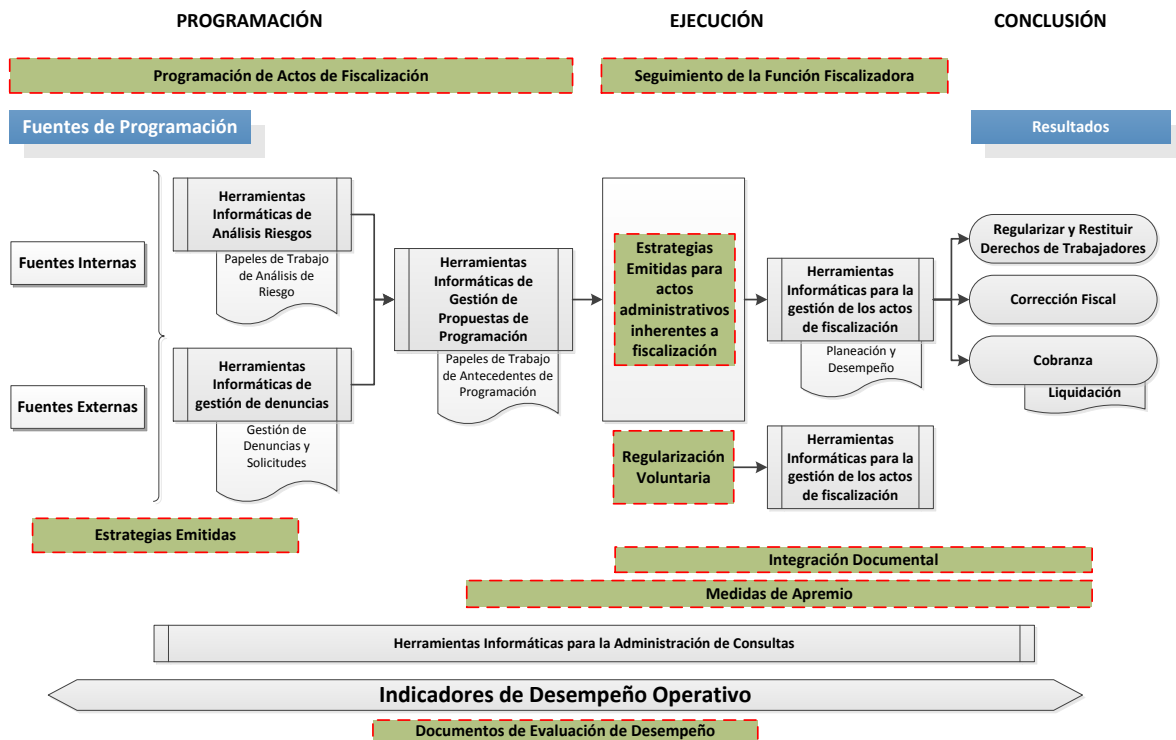 PROGRAMACIÓN
EJECUCIÓN
CONCLUSIÓN
Programación de Actos de Fiscalización
Seguimiento de la Función Fiscalizadora
Fuentes de Programación
Resultados
Fuentes Internas
Fuentes Externas
Herramientas
Informáticas de
Análisis Riesgos
Papeles de Trabajo
de Análisis de
Riesgo
Herramientas
Informáticas de
gestión de denuncias
Gestión de
Denuncias y
Solicitudes
Herramientas
Informáticas de
Gestión de
Propuestas de
Programación
Papeles de Trabajo
de Antecedentes de
Programación
Estrategias
Emitidas para
actos
administrativos
inherentes a
fiscalización
Herramientas
Informáticas para la
gestión de los actos
de fiscalización
Planeación y
Desempeño
Regularizar y Restituir
Derechos de Trabajadores
Corrección Fiscal
Cobranza
Liquidación
Regularización
Voluntaria
Herramientas
Informáticas para la
gestión de los actos
de fiscalización
Estrategias Emitidas
Integración Documental
Medidas de Apremio
Herramientas Informáticas para la Administración de Consultas
Indicadores de Desempeño Operativo
Documentos de Evaluación de Desempeño